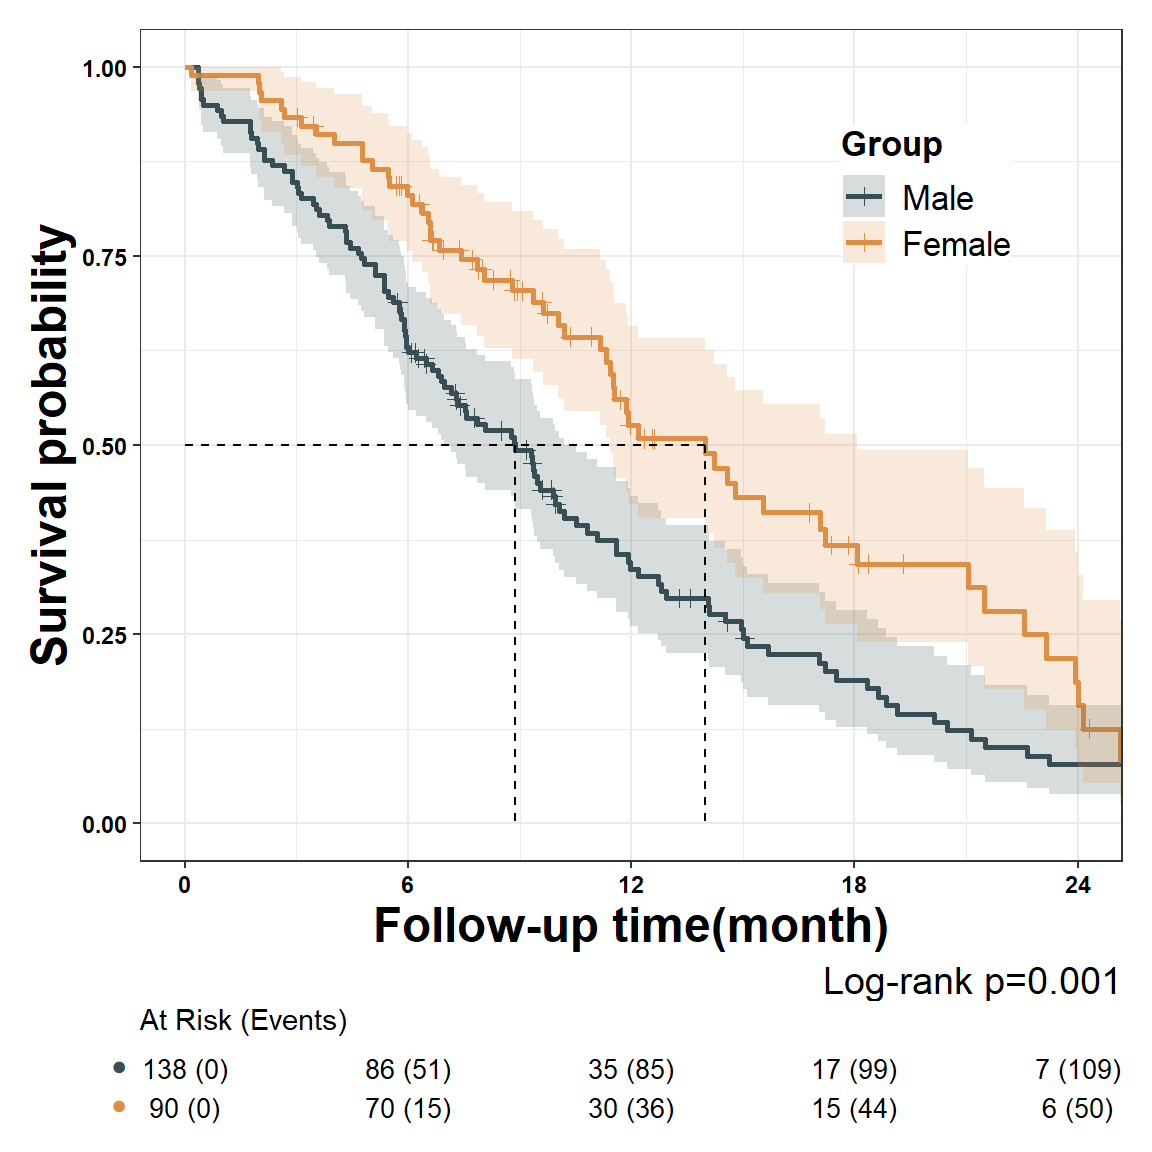 Survival probability
1.00
0.75
0.50
0.25
0.00
Group
Male
Female
0 6 12 18 24
Follow-up time(month)
Log-rank p=0.001
At Risk (Events)
138 (0) 86 (51) 35 (85) 17 (99) 7 (109)
90 (0) 70 (15) 30 (36) 15 (44) 6 (50)